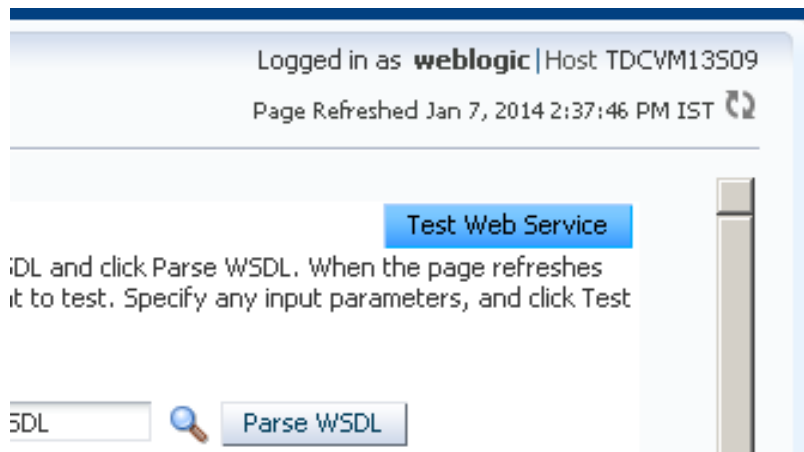 Logged in as weblogic|Host TDCVM13S09
Page Refreshed Jan 7, 2014 2:37:46 PM IST
Test Web Service
SDL and click Parse WSDL. When the page refreshes
to test. Specify any input parameters, and click Test
SDL
Parse WSDL